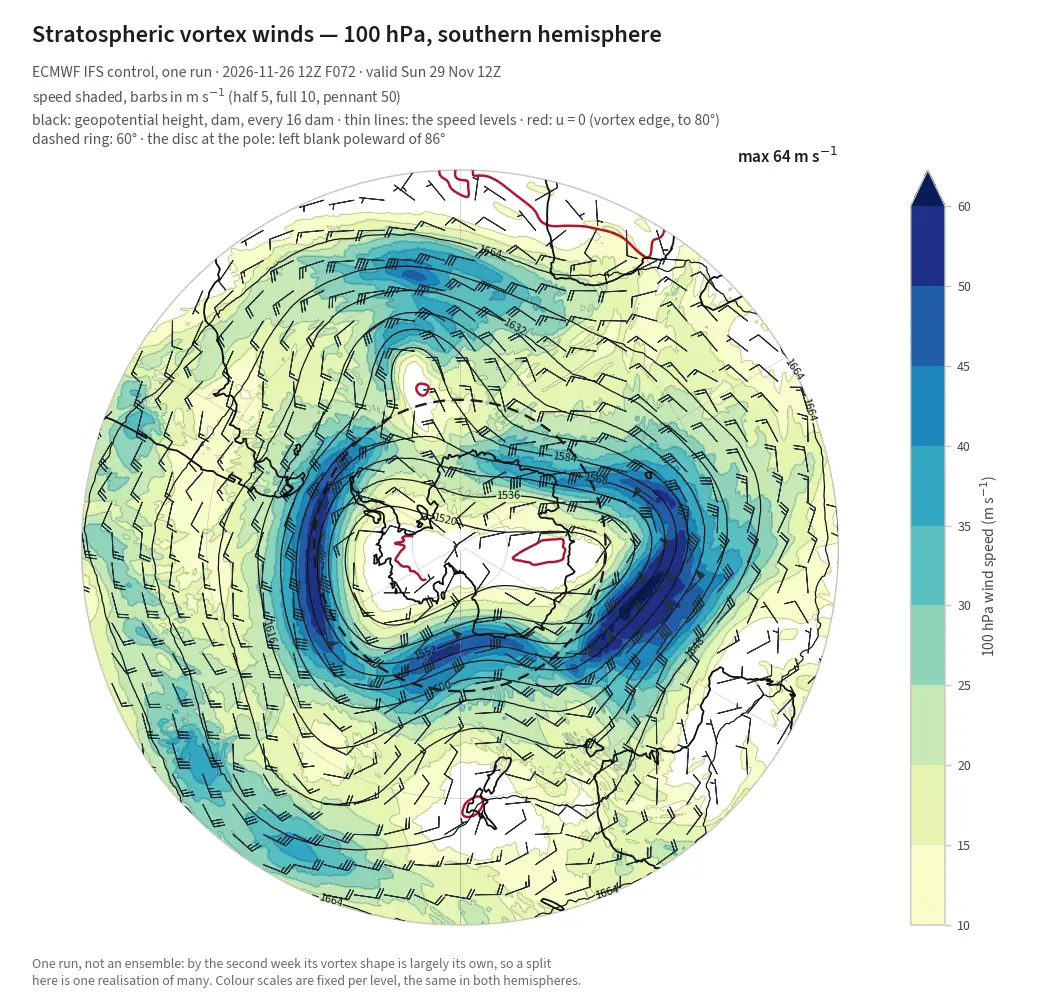 Stratospheric vortex winds — 100 hPa, southern hemisphere
ECMWF IFS control, one run · 2026-11-26 12Z F072 · valid Sun 29 Nov 12Z
speed shaded, barbs in m s⁻¹ (half 5, full 10, pennant 50)
black: geopotential height, dam, every 16 dam · thin lines: the speed levels · red: u = 0 (vortex edge, to 80°)
dashed ring: 60° · the disc at the pole: left blank poleward of 86°
max 64 m s⁻¹
1664
1632
1664
1664
1584
1568
1536
1520
1616
1552
1600
1648
1664
1664
60
50
45
40
35
30
25
20
15
10
100 hPa wind speed (m s⁻¹)
One run, not an ensemble: by the second week its vortex shape is largely its own, so a split
here is one realisation of many. Colour scales are fixed per level, the same in both hemispheres.